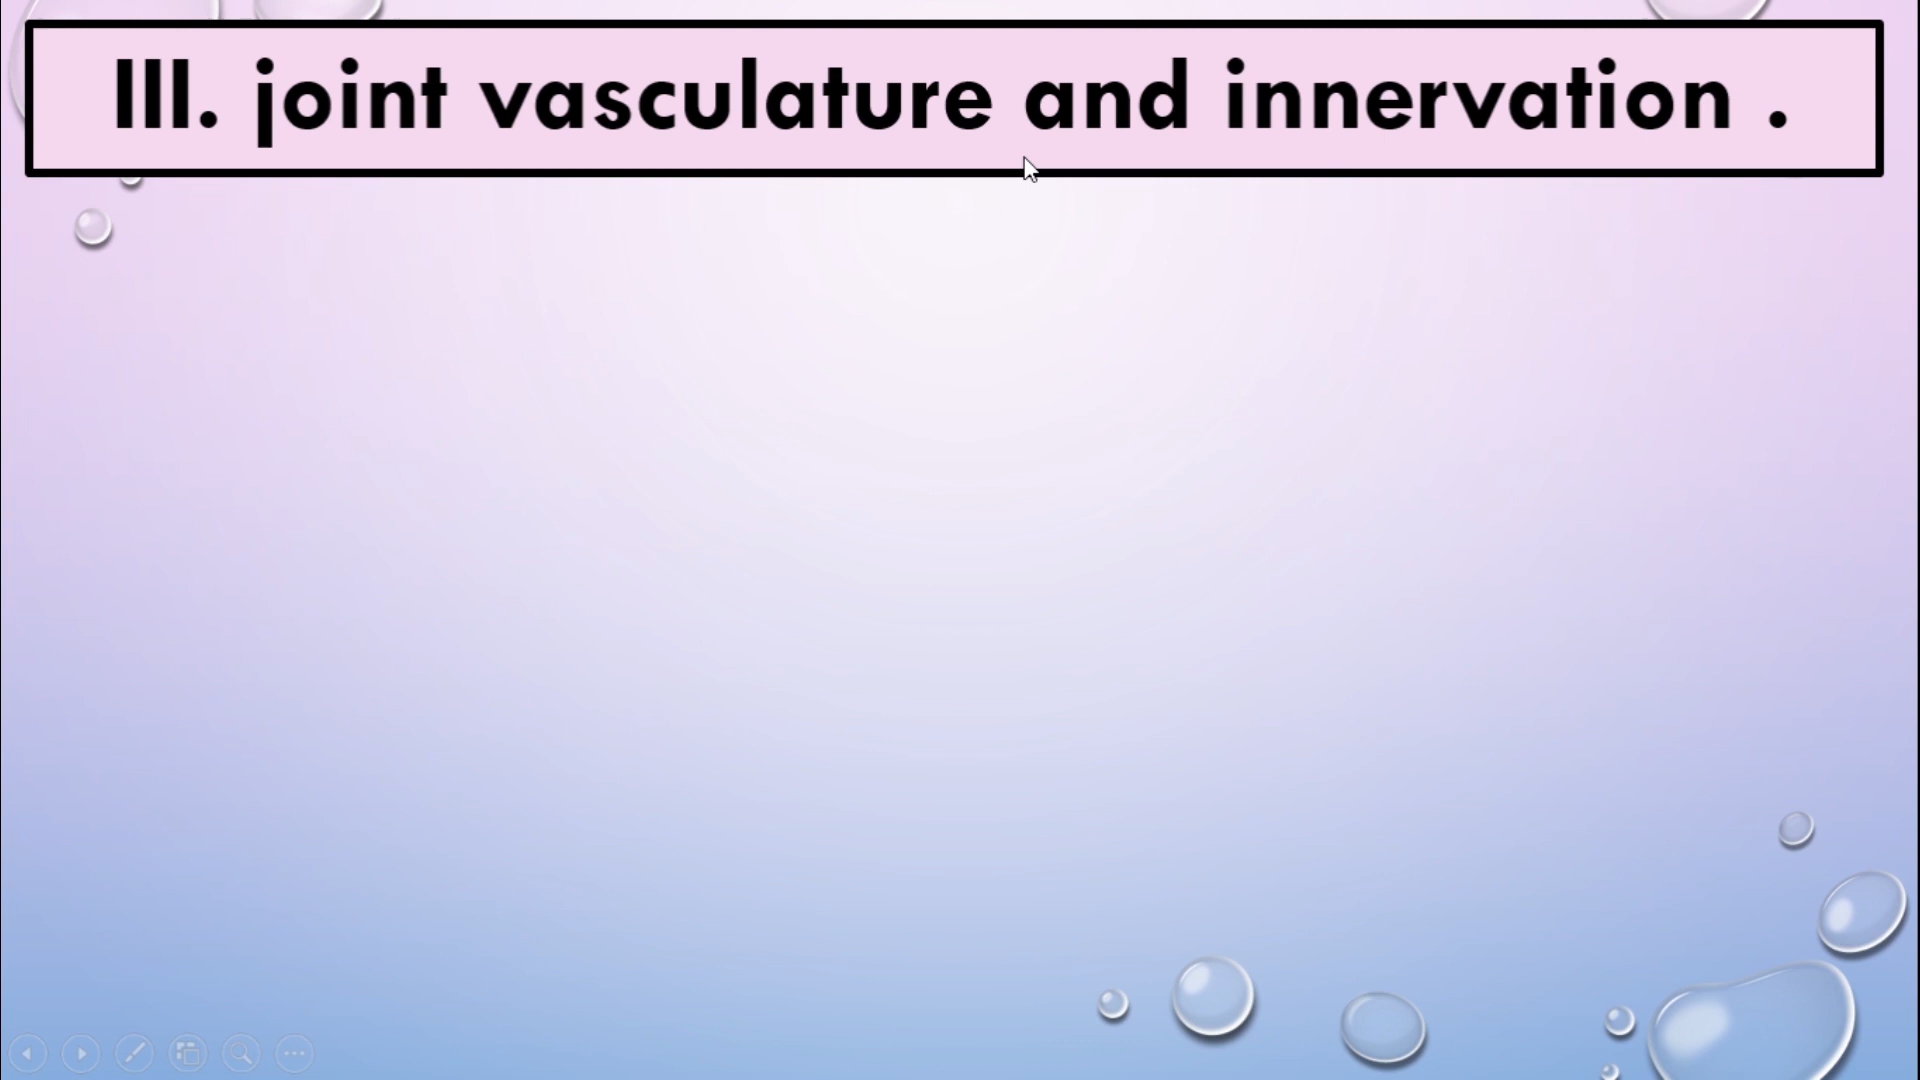 III. joint vasculature and innervation .